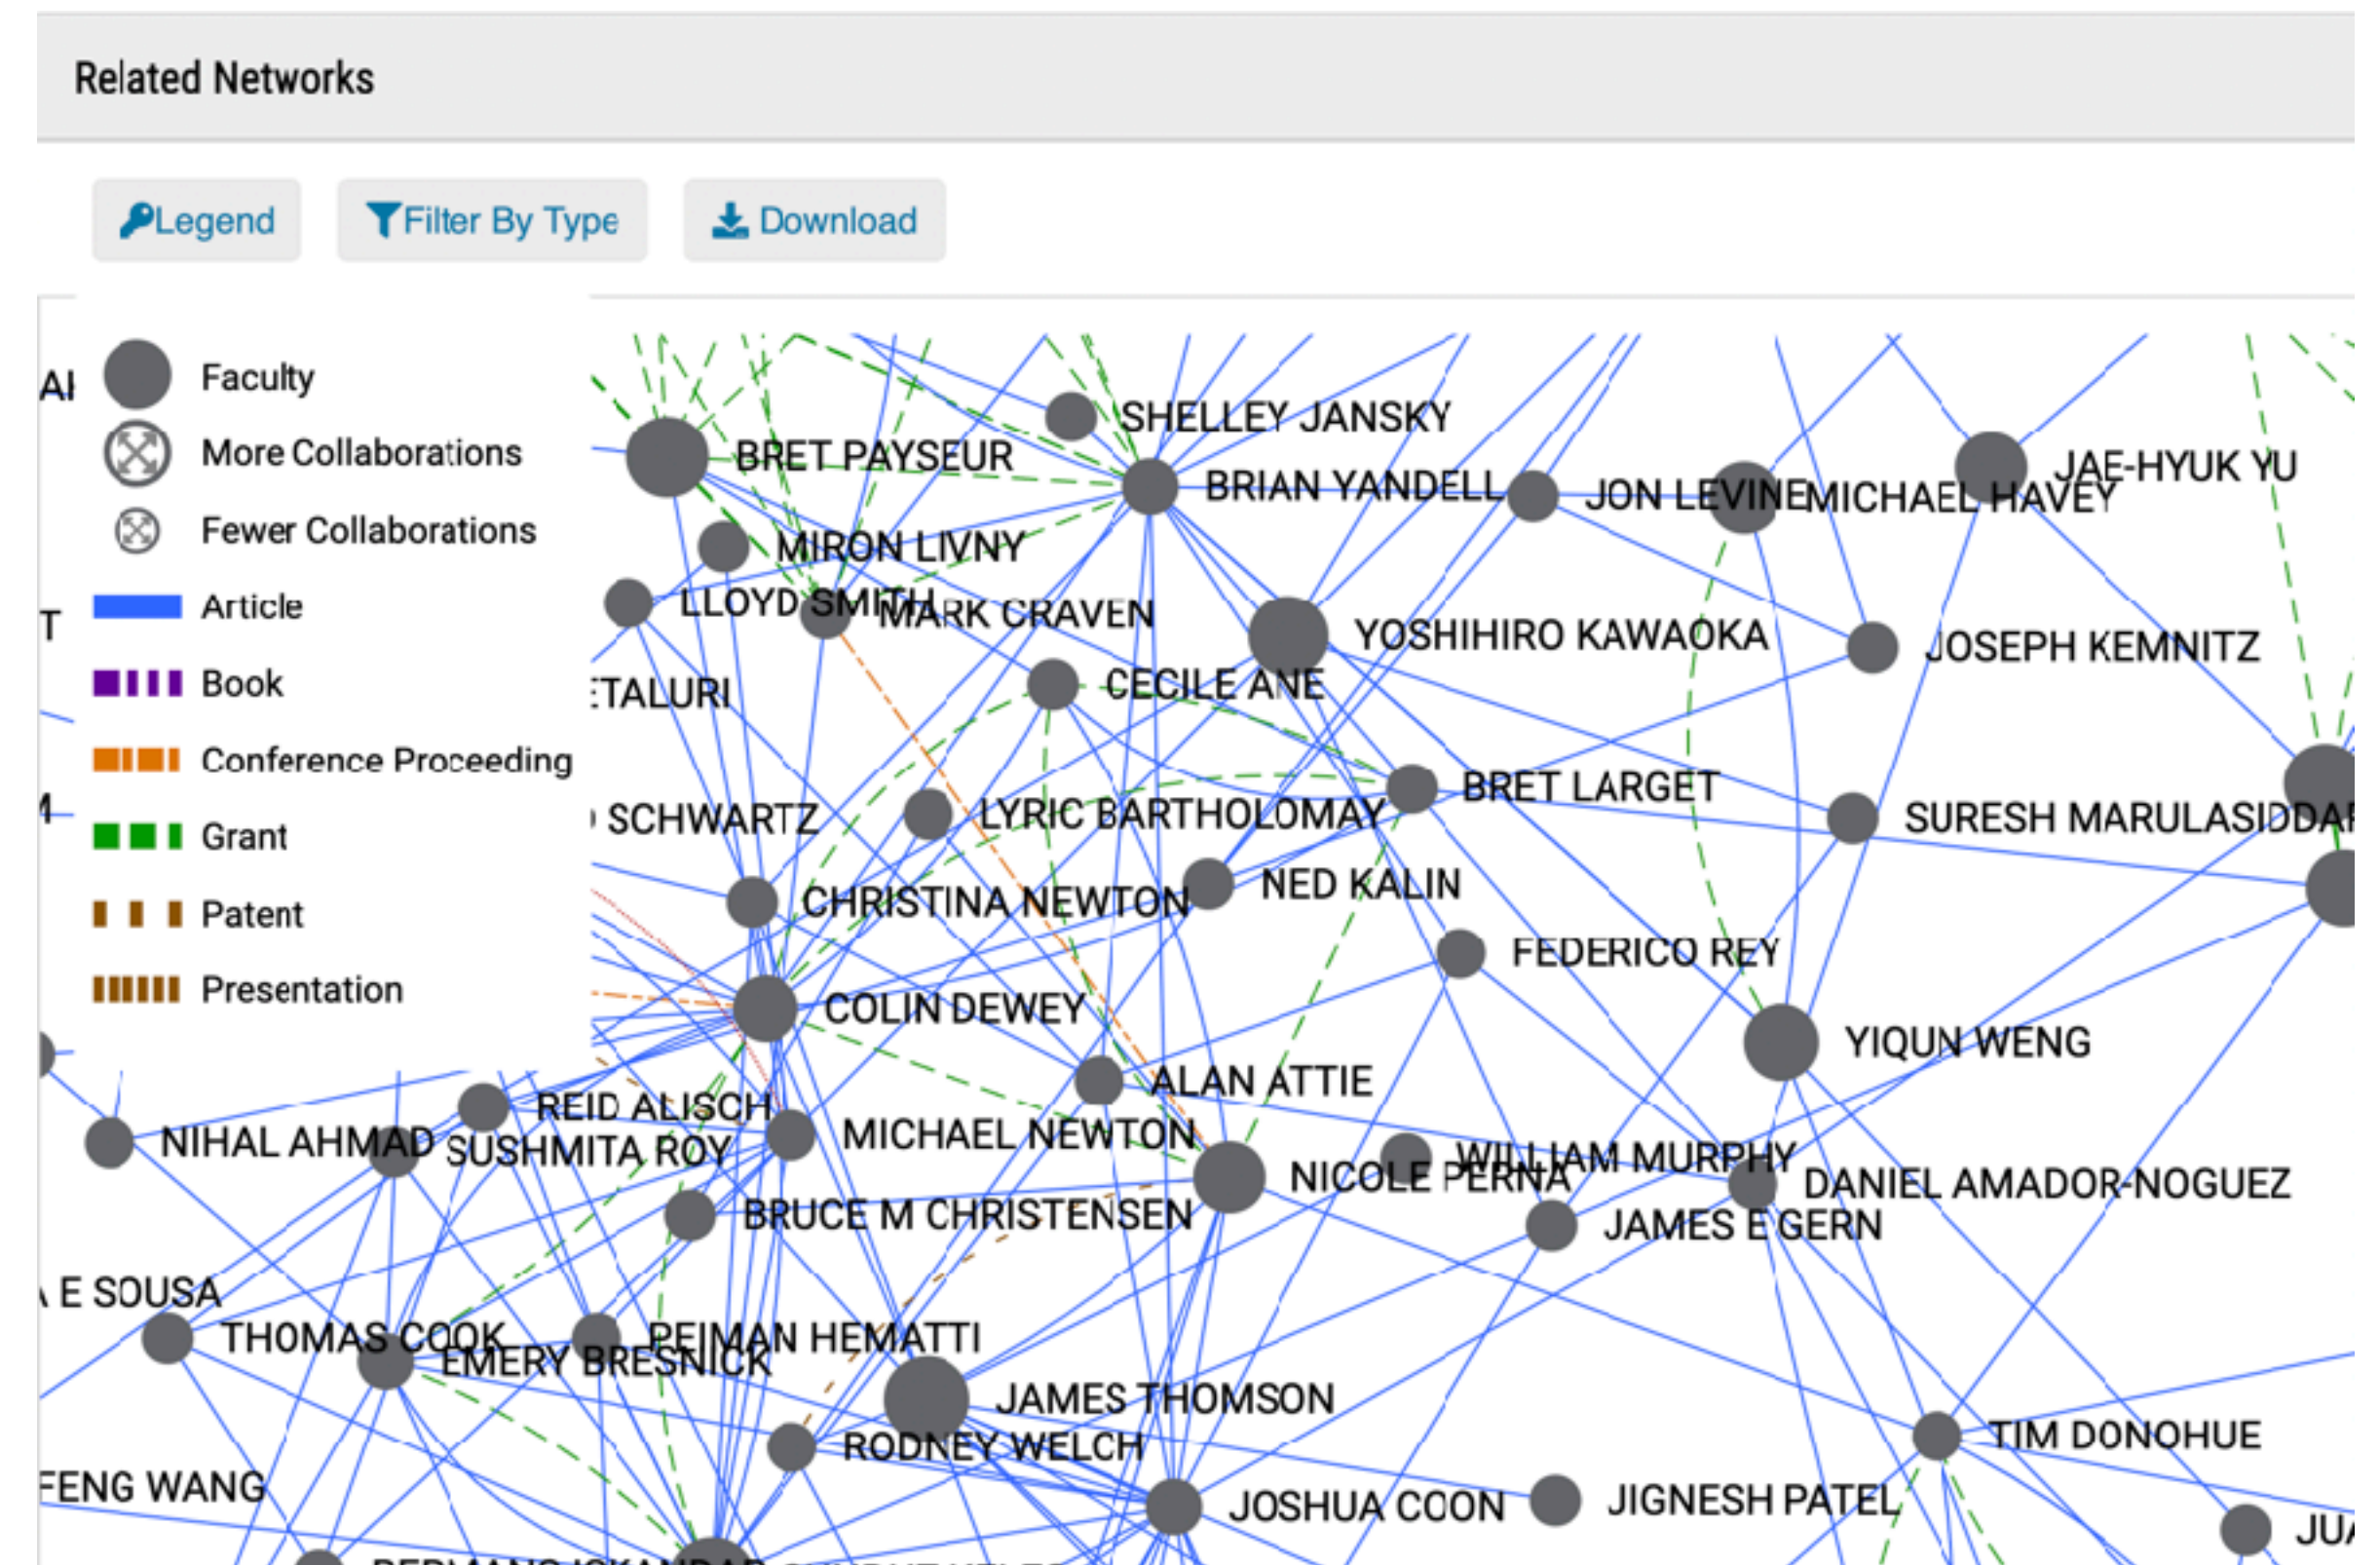 Related Networks
Legend
Filter By Type
Download
Faculty
More Collaborations
Fewer Collaborations
Article
Book
Conference Proceeding
Grant
Patent
Presentation
SHELLEY JANSKY
BRET PAYSEUR
BRIAN YANDELL
JON LEVINE
MICHAEL HAVEY
JAE-HYUK YU
MIRON LIVNY
LLOYD SMITH
MARK CRAVEN
YOSHIHIRO KAWAOKA
JOSEPH KEMNITZ
CECILE ANE
ETALURI
BRET LARGET
SCHWARTZ
LYRIC BARTHOLOMAY
SURESH MARULASIDDAP
NED KALIN
CHRISTINA NEWTON
FEDERICO REY
COLIN DEWEY
YIQUN WENG
ALAN ATTIE
REID ALISCH
MICHAEL NEWTON
NIHAL AHMAD
SUSHMITA ROY
WILLIAM MURPHY
NICOLE PERNA
DANIEL AMADOR-NOGUEZ
BRUCE M CHRISTENSEN
JAMES E GERN
A E SOUSA
THOMAS COOK
PEIMAN HEMATTI
EMERY BRESNICK
JAMES THOMSON
RODNEY WELCH
TIM DONOHUE
FENG WANG
JOSHUA COON
JIGNESH PATEL
JUA